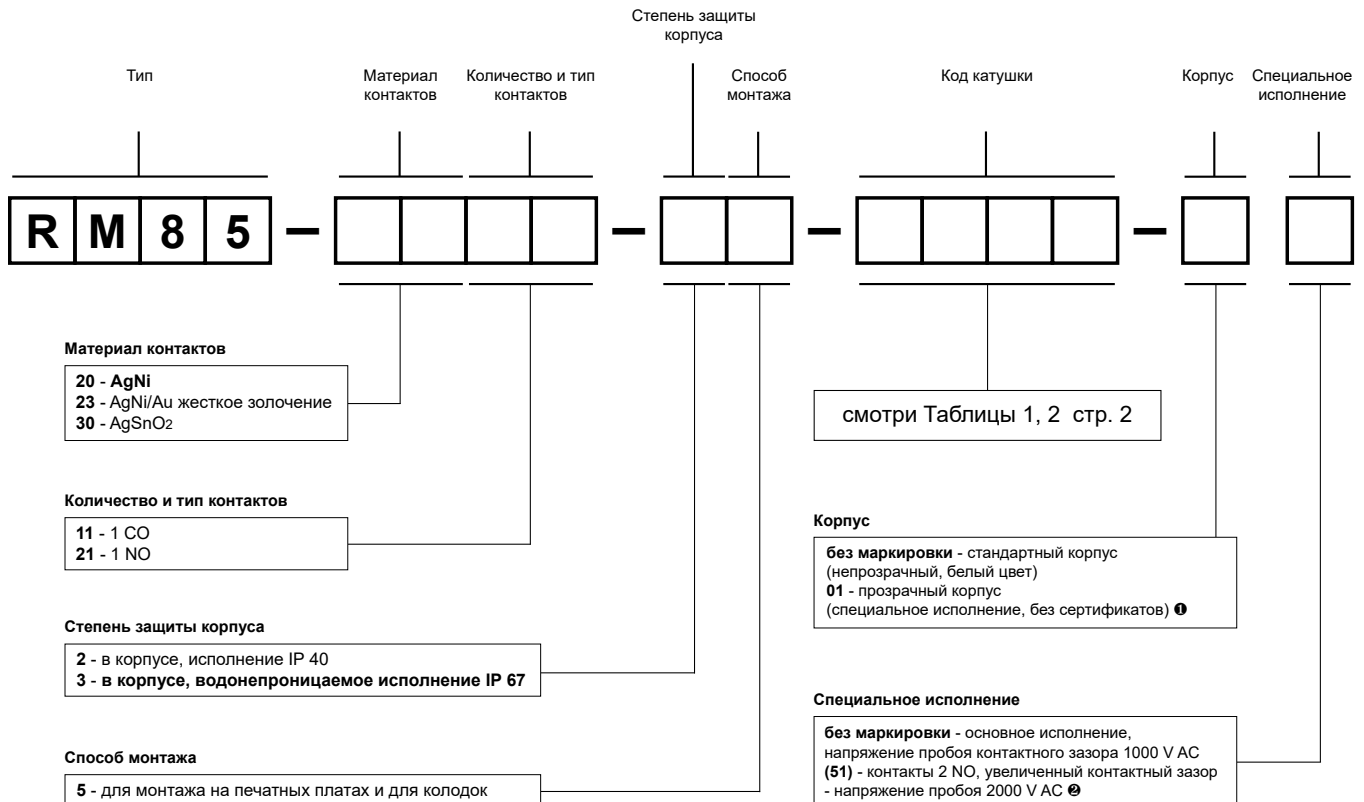 Степень защиты
корпуса
Тип
Материал
контактов
Количество и тип
контактов
Способ
монтажа
Код катушки
Корпус
Специальное
исполнение
R M 8 5 – – – –
Материал контактов
20 - AgNi
23 - AgNi/Au жесткое золочение
30 - AgSnO2
смотри Таблицы 1, 2 стр. 2
Количество и тип контактов
11 - 1 CO
21 - 1 NO
Корпус
без маркировки - стандартный корпус
(непрозрачный, белый цвет)
01 - прозрачный корпус
(специальное исполнение, без сертификатов) ❶
Степень защиты корпуса
2 - в корпусе, исполнение IP 40
3 - в корпусе, водонепроницаемое исполнение IP 67
Специальное исполнение
без маркировки - основное исполнение,
напряжение пробоя контактного зазора 1000 V AC
(51) - контакты 2 NO, увеличенный контактный зазор
- напряжение пробоя 2000 V AC ❷
Способ монтажа
5 - для монтажа на печатных платах и для колодок